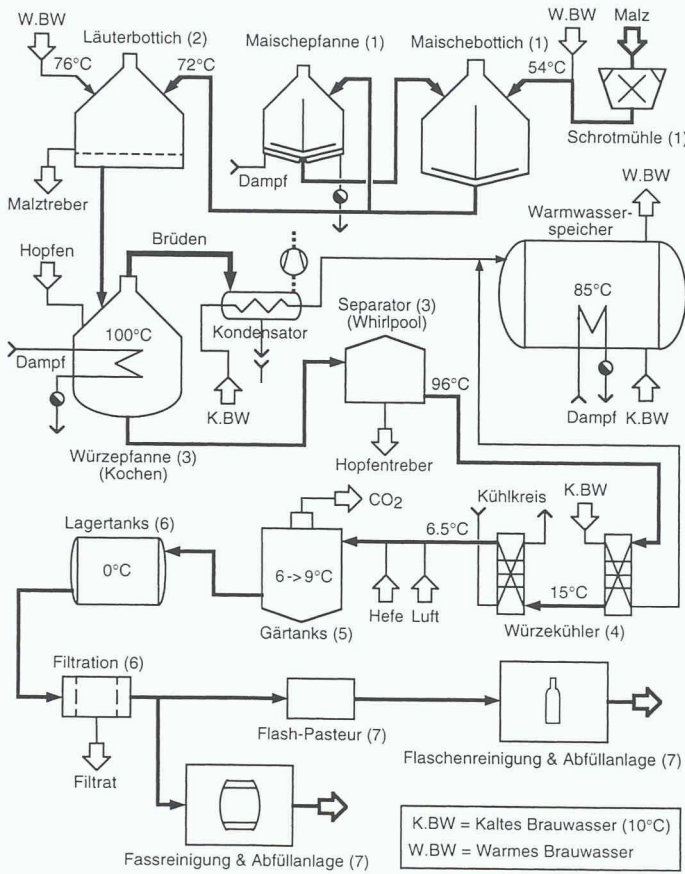 W.BW
Läuterbottich (2)
Maischepfanne (1)
Maischebottich (1)
W.BW
Malz
76°C
72°C
54°C
Schrotmühle (1)
Dampf
Malztreber
W.BW
Hopfen
Brüden
Warmwasser-
speicher
85°C
100°C
Kondensator
Separator (3)
(Whirlpool)
Dampf
96°C
K.BW
Dampf
K.BW
Würzepfanne (3)
(Kochen)
Hopfentreber
CO2
Kühlkreis
K.BW
Lagertanks (6)
6.5°C
0°C
6->9°C
15°C
Hefe
Luft
Gärtanks (5)
Würzekühler (4)
Filtration (6)
Flash-Pasteur (7)
Flaschenreinigung & Abfüllanlage (7)
Filtrat
Fassreinigung & Abfüllanlage (7)
K.BW = Kaltes Brauwasser (10°C)
W.BW = Warmes Brauwasser